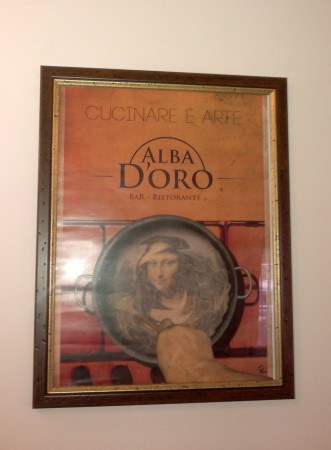 CUCINARE È ARTE
ALBA
D'ORO
BAR - RISTORANTE